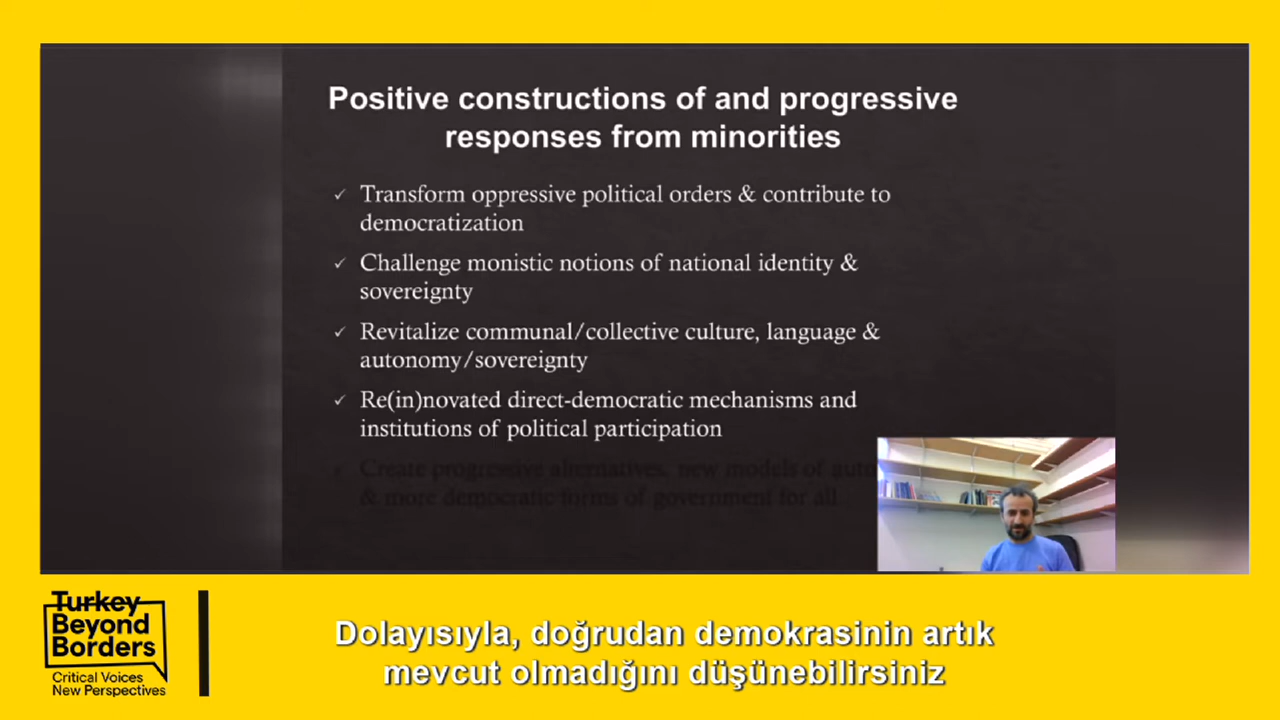 Positive constructions of and progressive
responses from minorities
✓ Transform oppressive political orders & contribute to
democratization
✓ Challenge monistic notions of national identity &
sovereignty
✓ Revitalize communal/collective culture, language &
autonomy/sovereignty
✓ Re(in)novated direct-democratic mechanisms and
institutions of political participation
Create progressive alternatives, new models of
& more democratic forms of government for all
Turkey
Beyond
Borders
Critical Voices
New Perspectives
Dolayısıyla, doğrudan demokrasinin artık
mevcut olmadığını düşünebilirsiniz